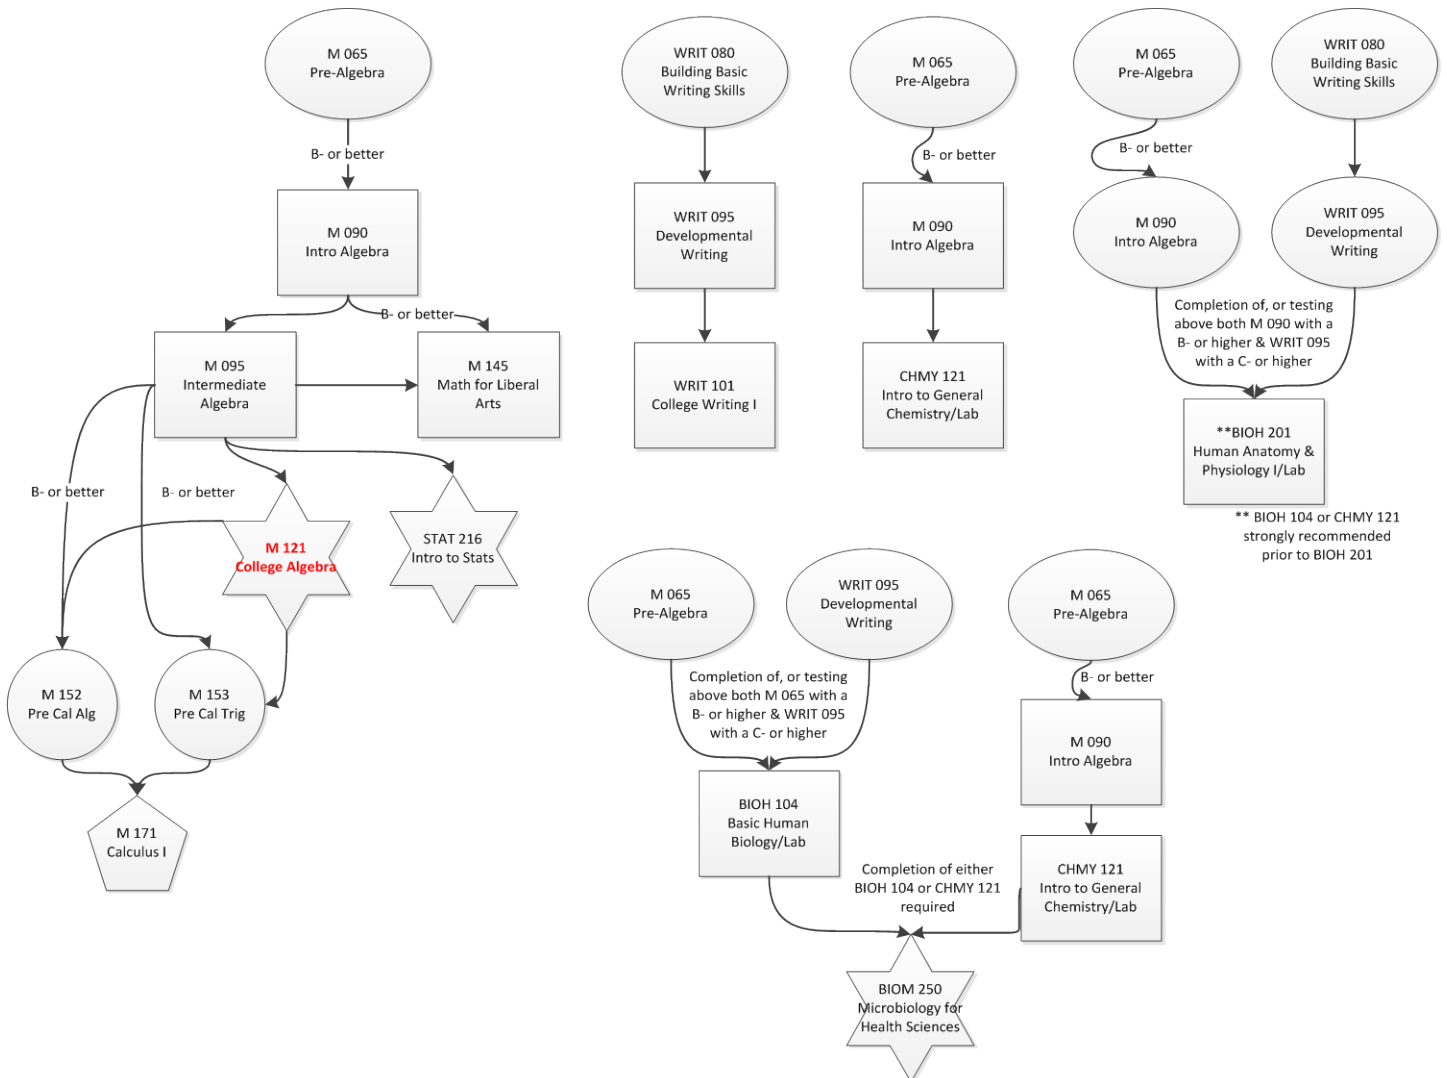 M 065
Pre-Algebra
B- or better
M 090
Intro Algebra
B- or better
M 095
Intermediate
Algebra
M 145
Math for Liberal
Arts
B- or better
B- or better
M 121
College Algebra
STAT 216
Intro to Stats
M 152
Pre Cal Alg
M 153
Pre Cal Trig
M 171
Calculus I
WRIT 080
Building Basic
Writing Skills
WRIT 095
Developmental
Writing
WRIT 101
College Writing I
M 065
Pre-Algebra
B- or better
M 090
Intro Algebra
CHMY 121
Intro to General
Chemistry/Lab
M 065
Pre-Algebra
B- or better
M 090
Intro Algebra
WRIT 080
Building Basic
Writing Skills
WRIT 095
Developmental
Writing
Completion of, or testing
above both M 090 with a
B- or higher & WRIT 095
with a C- or higher
**BIOH 201
Human Anatomy &
Physiology I/Lab
** BIOH 104 or CHMY 121
strongly recommended
prior to BIOH 201
M 065
Pre-Algebra
WRIT 095
Developmental
Writing
Completion of, or testing
above both M 065 with a
B- or higher & WRIT 095
with a C- or higher
BIOH 104
Basic Human
Biology/Lab
M 065
Pre-Algebra
B- or better
M 090
Intro Algebra
CHMY 121
Intro to General
Chemistry/Lab
Completion of either
BIOH 104 or CHMY 121
required
BIOM 250
Microbiology for
Health Sciences